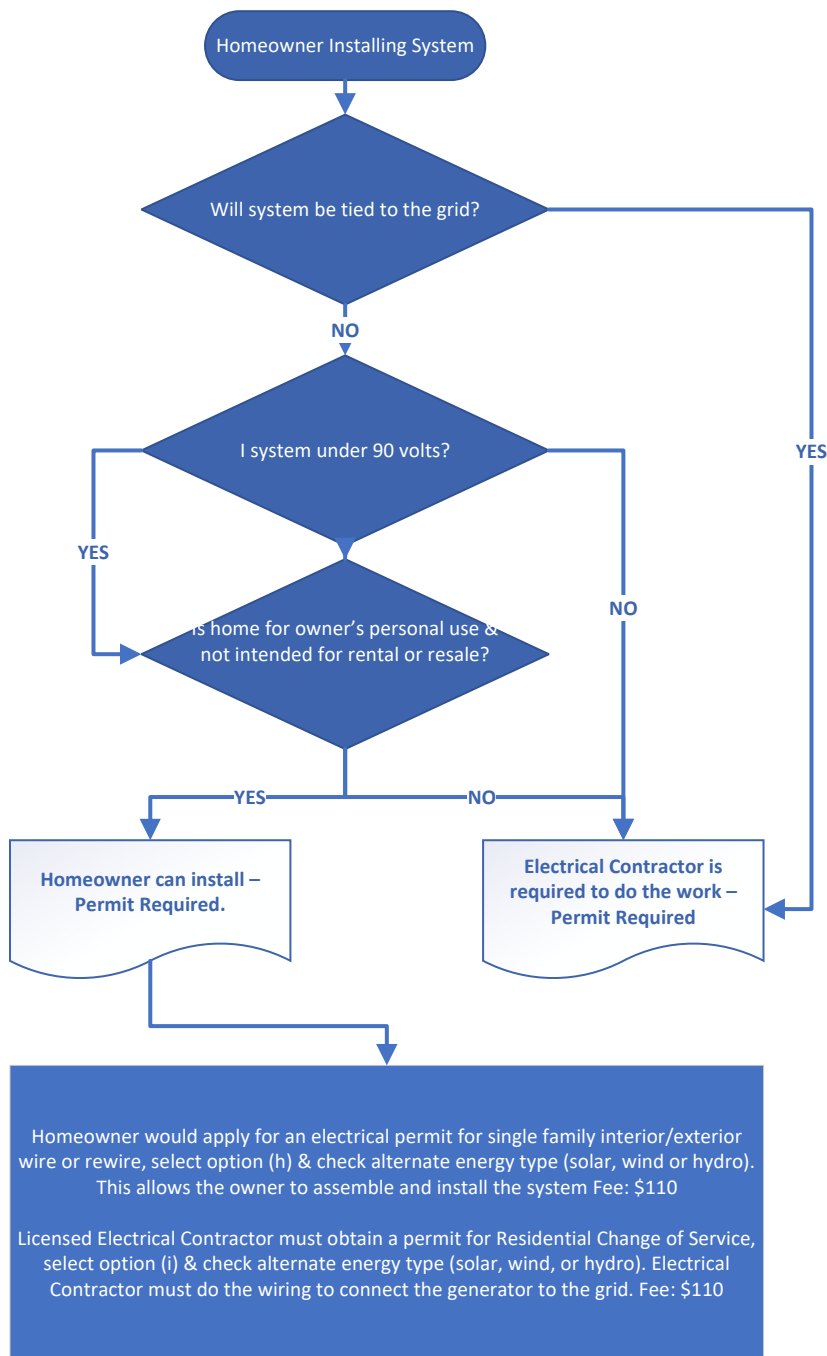 Homeowner Installing System
Will system be tied to the grid?
NO
YES
I system under 90 volts?
YES
NO
is home for owner's personal use &
not intended for rental or resale?
YES
NO
Homeowner can install –
Permit Required.
Electrical Contractor is
required to do the work –
Permit Required
Homeowner would apply for an electrical permit for single family interior/exterior
wire or rewire, select option (h) & check alternate energy type (solar, wind or hydro).
This allows the owner to assemble and install the system Fee: $110
Licensed Electrical Contractor must obtain a permit for Residential Change of Service,
select option (i) & check alternate energy type (solar, wind, or hydro). Electrical
Contractor must do the wiring to connect the generator to the grid. Fee: $110